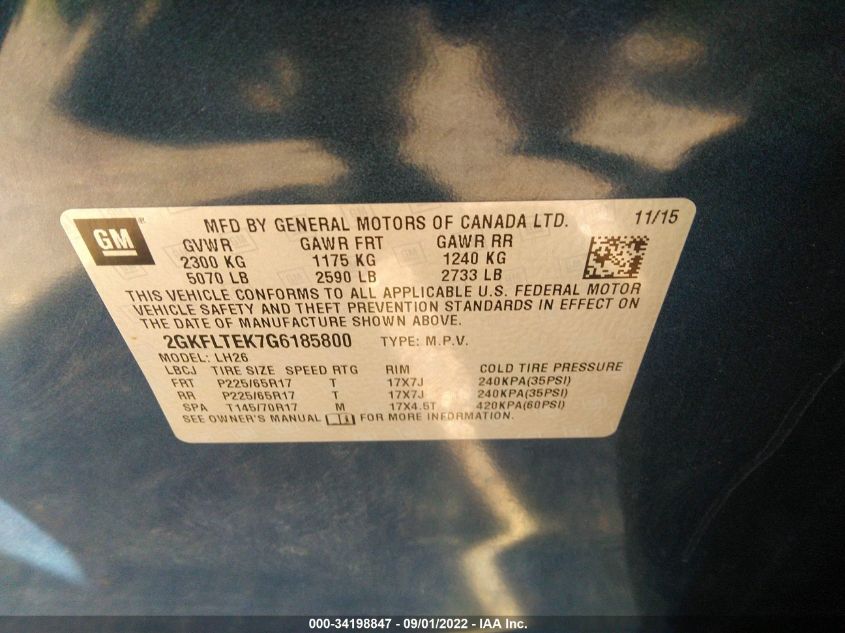 GM ® MFD BY GENERAL MOTORS OF CANADA LTD. 11/15
GVWR GAWR FRT GAWR RR
2300 KG 1175 KG 1240 KG
5070 LB 2590 LB 2733 LB
THIS VEHICLE CONFORMS TO ALL APPLICABLE U.S. FEDERAL MOTOR
VEHICLE SAFETY AND THEFT PREVENTION STANDARDS IN EFFECT ON
THE DATE OF MANUFACTURE SHOWN ABOVE.
2GKFLTEK7G6185800 TYPE: M.P.V.
MODEL: LH26
LBCJ TIRE SIZE SPEED RTG RIM COLD TIRE PRESSURE
FRT P225/65R17 T 17X7J 240KPA(35PSI)
RR P225/65R17 T 17X7J 240KPA(35PSI)
SPA T145/70R17 M 17X4.5T 420KPA(60PSI)
SEE OWNER'S MANUAL FOR MORE INFORMATION.
000-34198847 - 09/01/2022 - IAA Inc.